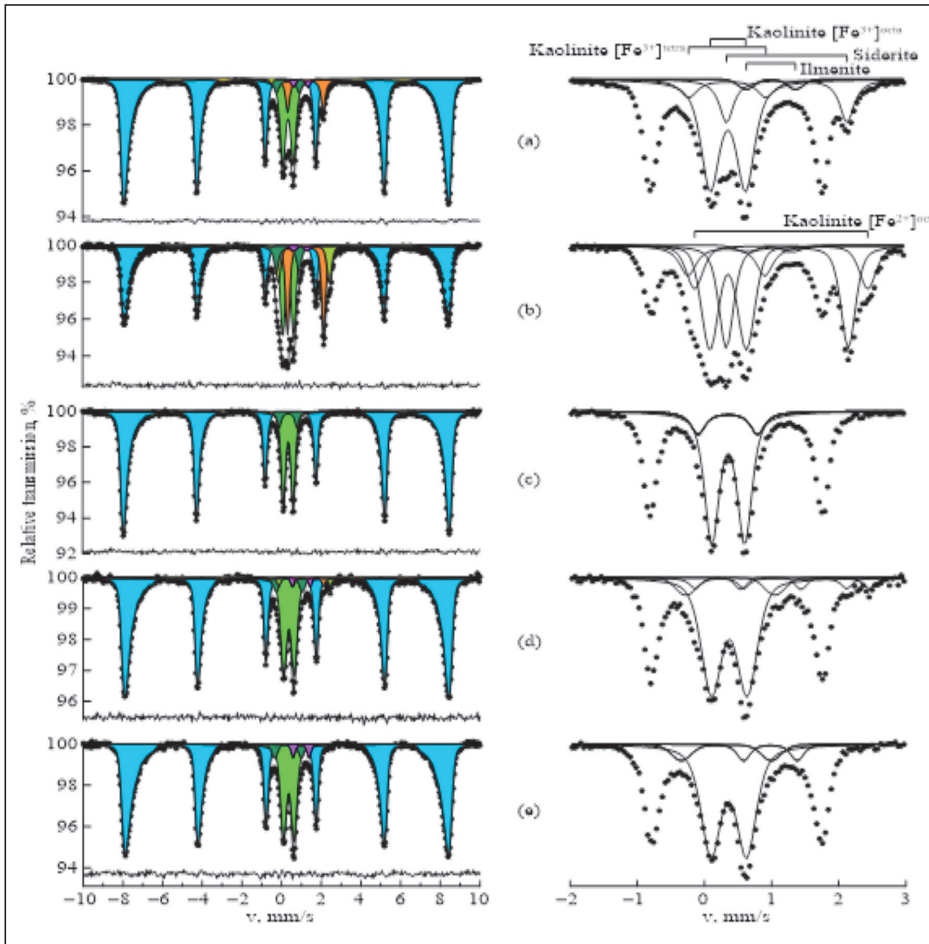 Kaolinite [Fe³⁺]ᵒᶜᵗᵃ
Kaolinite [Fe³⁺]ᵗᵉᵗʳᵃ
Siderite
Ilmenite
100
98
96
94
(a)
Kaolinite [Fe²⁺]ᵒᶜ
100
98
96
94
(b)
Relative transmission, %
100
98
96
94
92
(c)
100
99
98
97
96
(d)
100
98
96
94
(e)
−10 −8 −6 −4 −2 0 2 4 6 8 10
v, mm/s
−2 −1 0 1 2 3
v, mm/s